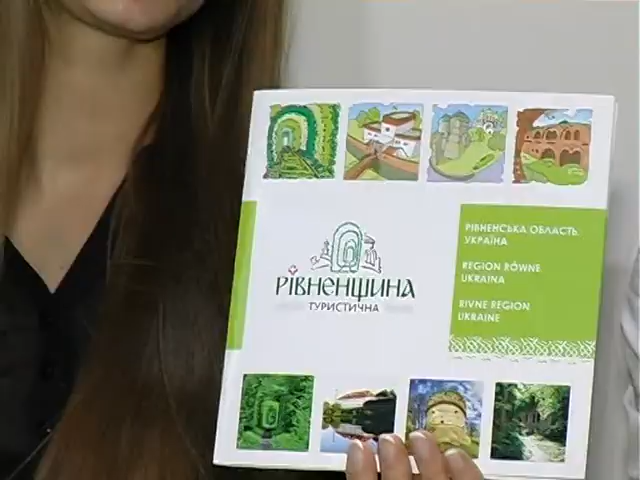 РІВНЕНЩИНА
ТУРИСТИЧНА
РІВНЕНСЬКА ОБЛАСТЬ
УКРАЇНА
REGION RÓWNE
UKRAINA
RIVNE REGION
UKRAINE